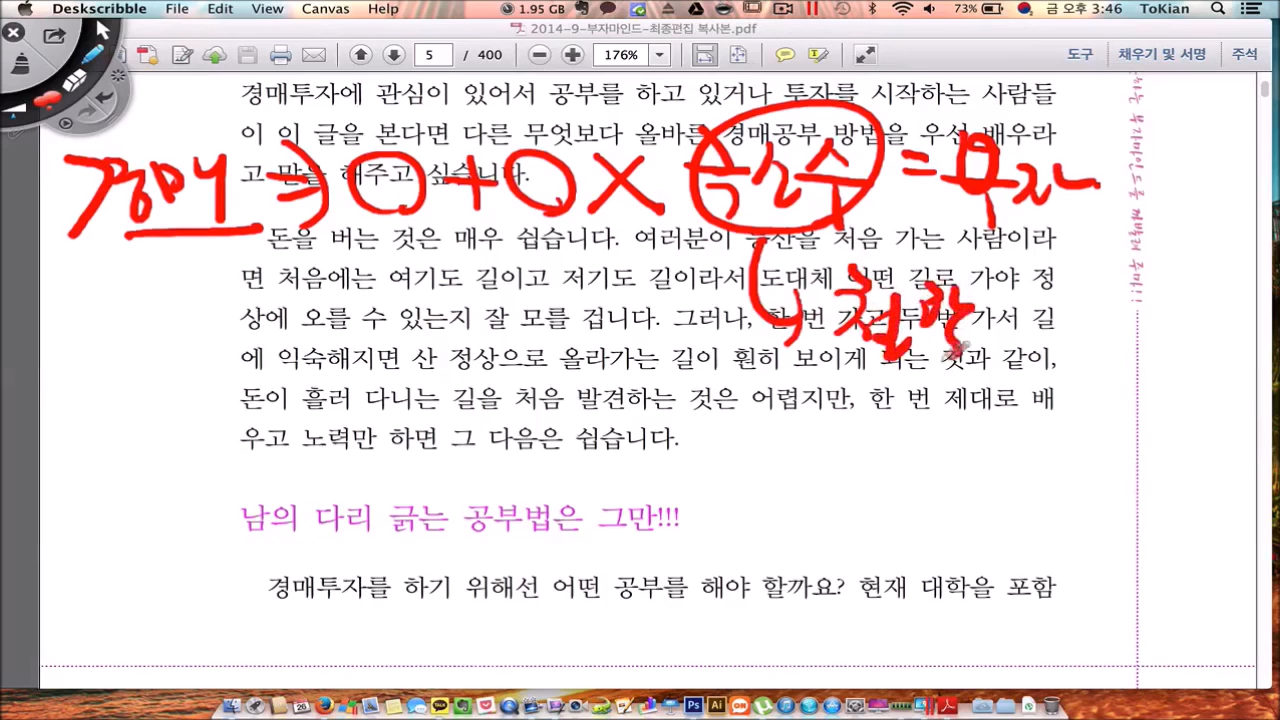 Deskscribble File Edit View Canvas Help 1.95 GB 73% 금 오후 3:46 ToKian
2014-9-부자마인드-최종편집 복사본.pdf
5 / 400 176% 도구 채우기 및 서명 주석
경매투자에 관심이 있어서 공부를 하고 있거나 투자를 시작하는 사람들
이 이 글을 본다면 다른 무엇보다 올바른 경매공부 방법을 우선 배우라
고 말을 해주고 싶습니다.
경매 ⇒ ○ + ○ × =
돈을 버는 것은 매우 쉽습니다. 여러분이 등산을 처음 가는 사람이라
면 처음에는 여기도 길이고 저기도 길이라서 도대체 어떤 길로 가야 정
상에 오를 수 있는지 잘 모를 겁니다. 그러나, 한 번 가고 두 번 가서 길
에 익숙해지면 산 정상으로 올라가는 길이 훤히 보이게 되는 것과 같이,
돈이 흘러 다니는 길을 처음 발견하는 것은 어렵지만, 한 번 제대로 배
우고 노력만 하면 그 다음은 쉽습니다.
남의 다리 긁는 공부법은 그만!!!
경매투자를 하기 위해선 어떤 공부를 해야 할까요? 현재 대학을 포함